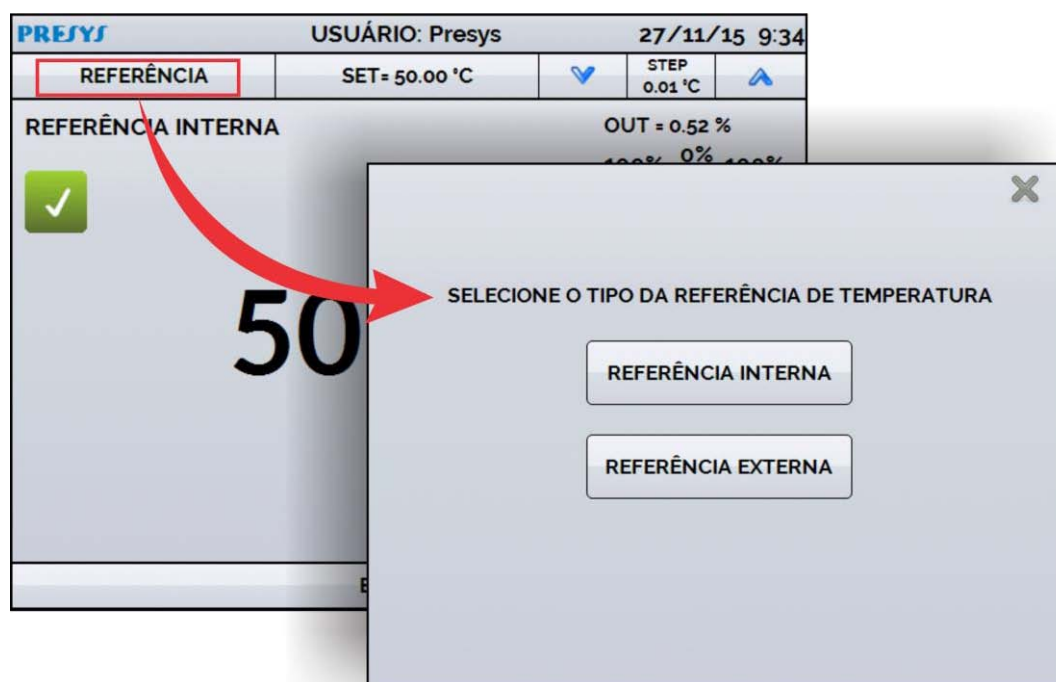 PRESYS
USUÁRIO: Presys
27/11/15 9:34
REFERÊNCIA
SET= 50.00 °C
STEP
0.01 °C
REFERÊNCIA INTERNA
OUT = 0.52 %
0%
50
SELECIONE O TIPO DA REFERÊNCIA DE TEMPERATURA
REFERÊNCIA INTERNA
REFERÊNCIA EXTERNA